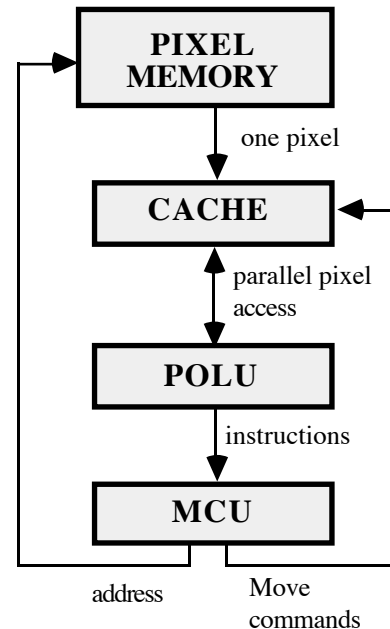 PIXEL
MEMORY
one pixel
CACHE
parallel pixel
access
POLU
instructions
MCU
address
Move
commands